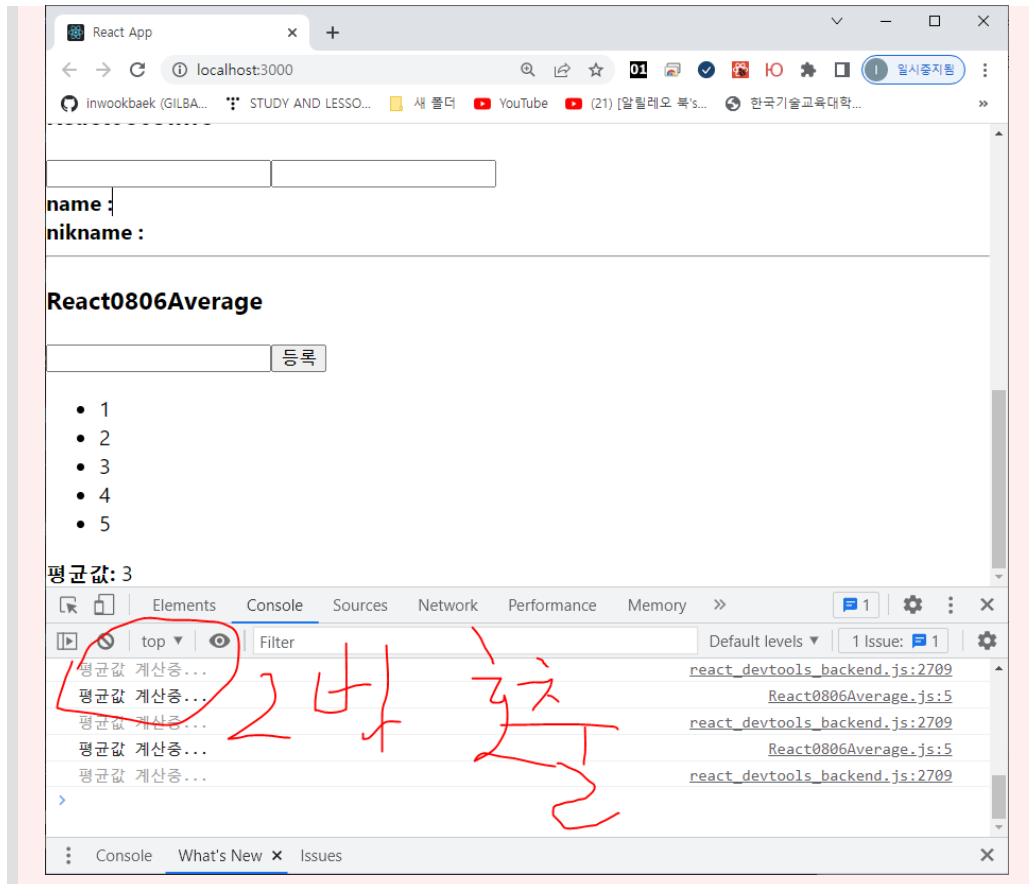 React App
localhost:3000
01
일시중지됨
inwookbaek (GILBA... STUDY AND LESSO... 새 폴더 YouTube (21) [알릴레오 북's... 한국기술교육대학... »
name :
nikname :
React0806Average
등록
1
2
3
4
5
평균값: 3
Elements Console Sources Network Performance Memory » 1
top ▼ Filter Default levels ▼ 1 Issue: 1
평균값 계산중... react_devtools_backend.js:2709
평균값 계산중... React0806Average.js:5
평균값 계산중... react_devtools_backend.js:2709
평균값 계산중... React0806Average.js:5
평균값 계산중... react_devtools_backend.js:2709
2번 출
Console What's New Issues